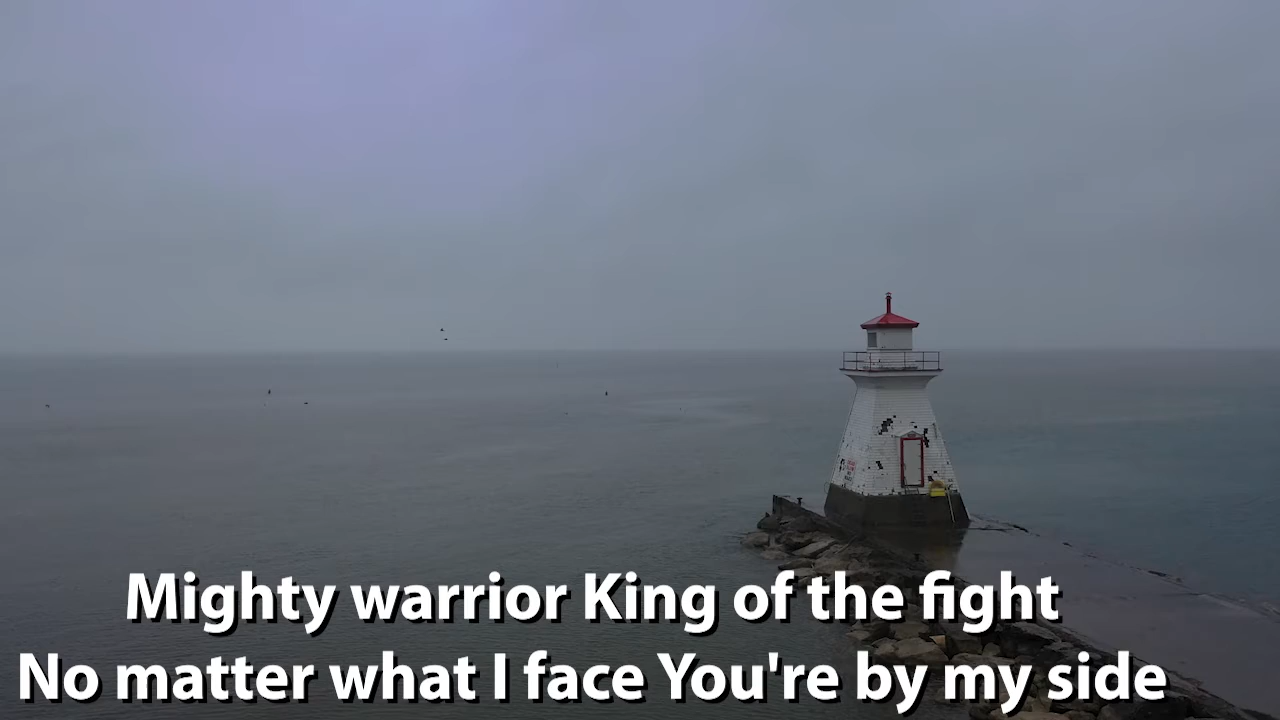 Mighty warrior King of the fight
No matter what I face You're by my side